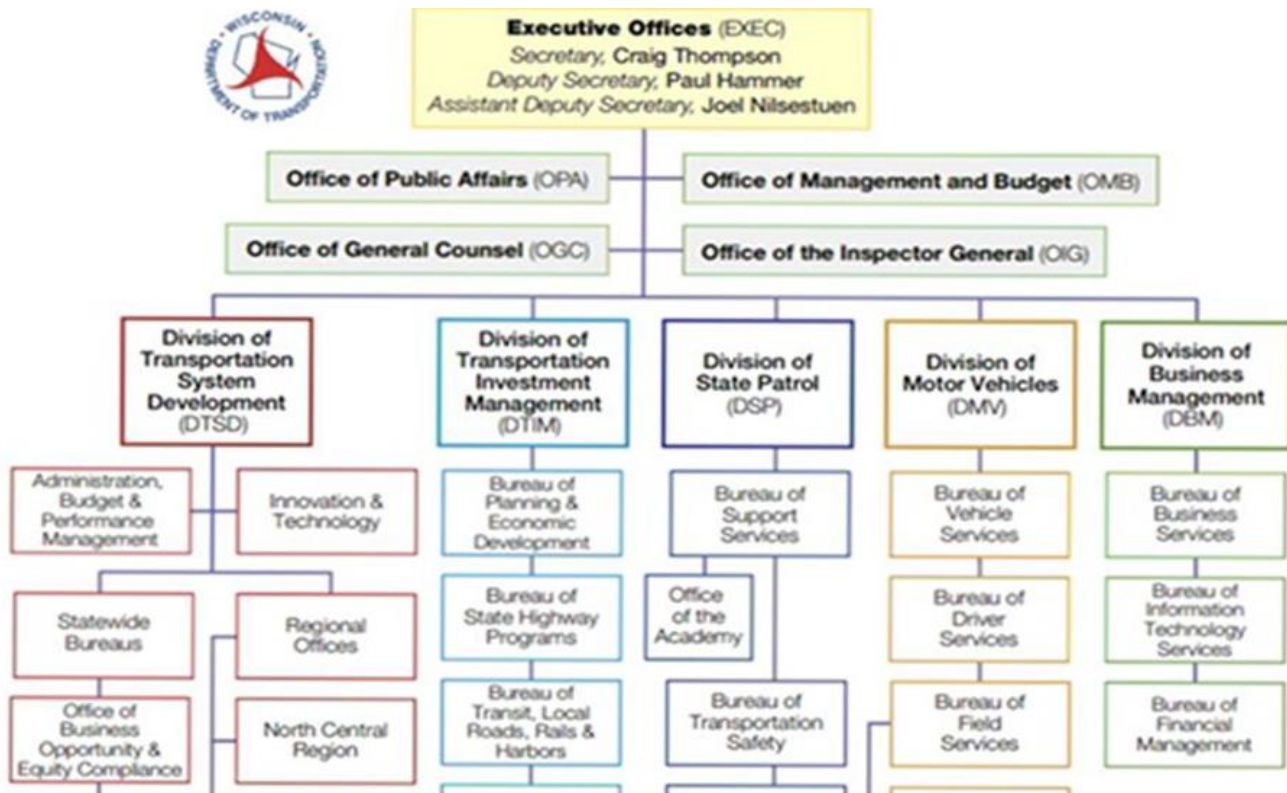 WISCONSIN
DEPARTMENT OF TRANSPORTATION
Executive Offices (EXEC)
Secretary, Craig Thompson
Deputy Secretary, Paul Hammer
Assistant Deputy Secretary, Joel Nilsestuen
Office of Public Affairs (OPA)
Office of Management and Budget (OMB)
Office of General Counsel (OGC)
Office of the Inspector General (OIG)
Division of
Transportation
System
Development
(DTSD)
Division of
Transportation
Investment
Management
(DTIM)
Division of
State Patrol
(DSP)
Division of
Motor Vehicles
(DMV)
Division of
Business
Management
(DBM)
Administration,
Budget &
Performance
Management
Innovation &
Technology
Bureau of
Planning &
Economic
Development
Bureau of
Support
Services
Bureau of
Vehicle
Services
Bureau of
Business
Services
Statewide
Bureaus
Regional
Offices
Bureau of
State Highway
Programs
Office
of the
Academy
Bureau of
Driver
Services
Bureau of
Information
Technology
Services
Office of
Business
Opportunity &
Equity Compliance
North Central
Region
Bureau of
Transit, Local
Roads, Rails &
Harbors
Bureau of
Transportation
Safety
Bureau of
Field
Services
Bureau of
Financial
Management